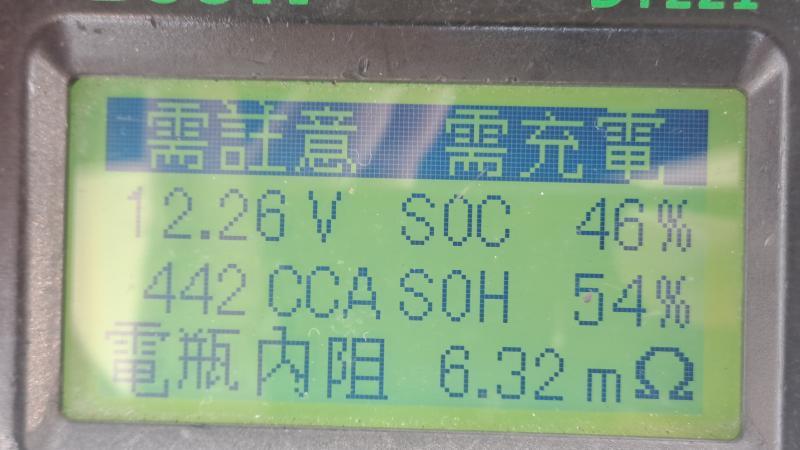 需註意 需充電
12.26 V SOC 46%
442 CCA SOH 54%
電瓶內阻 6.32 mΩ